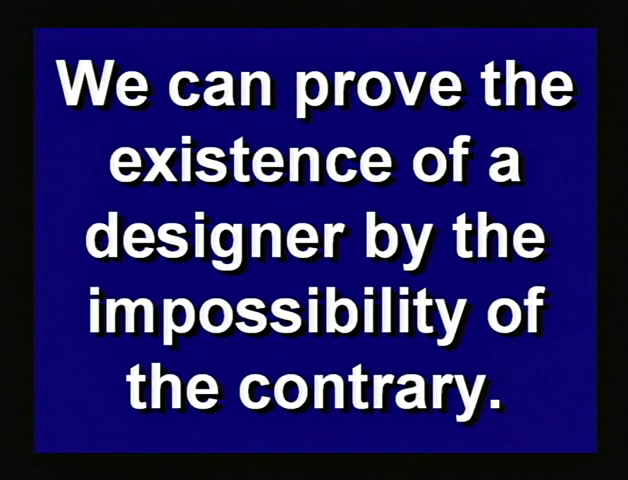 We can prove the
existence of a
designer by the
impossibility of
the contrary.